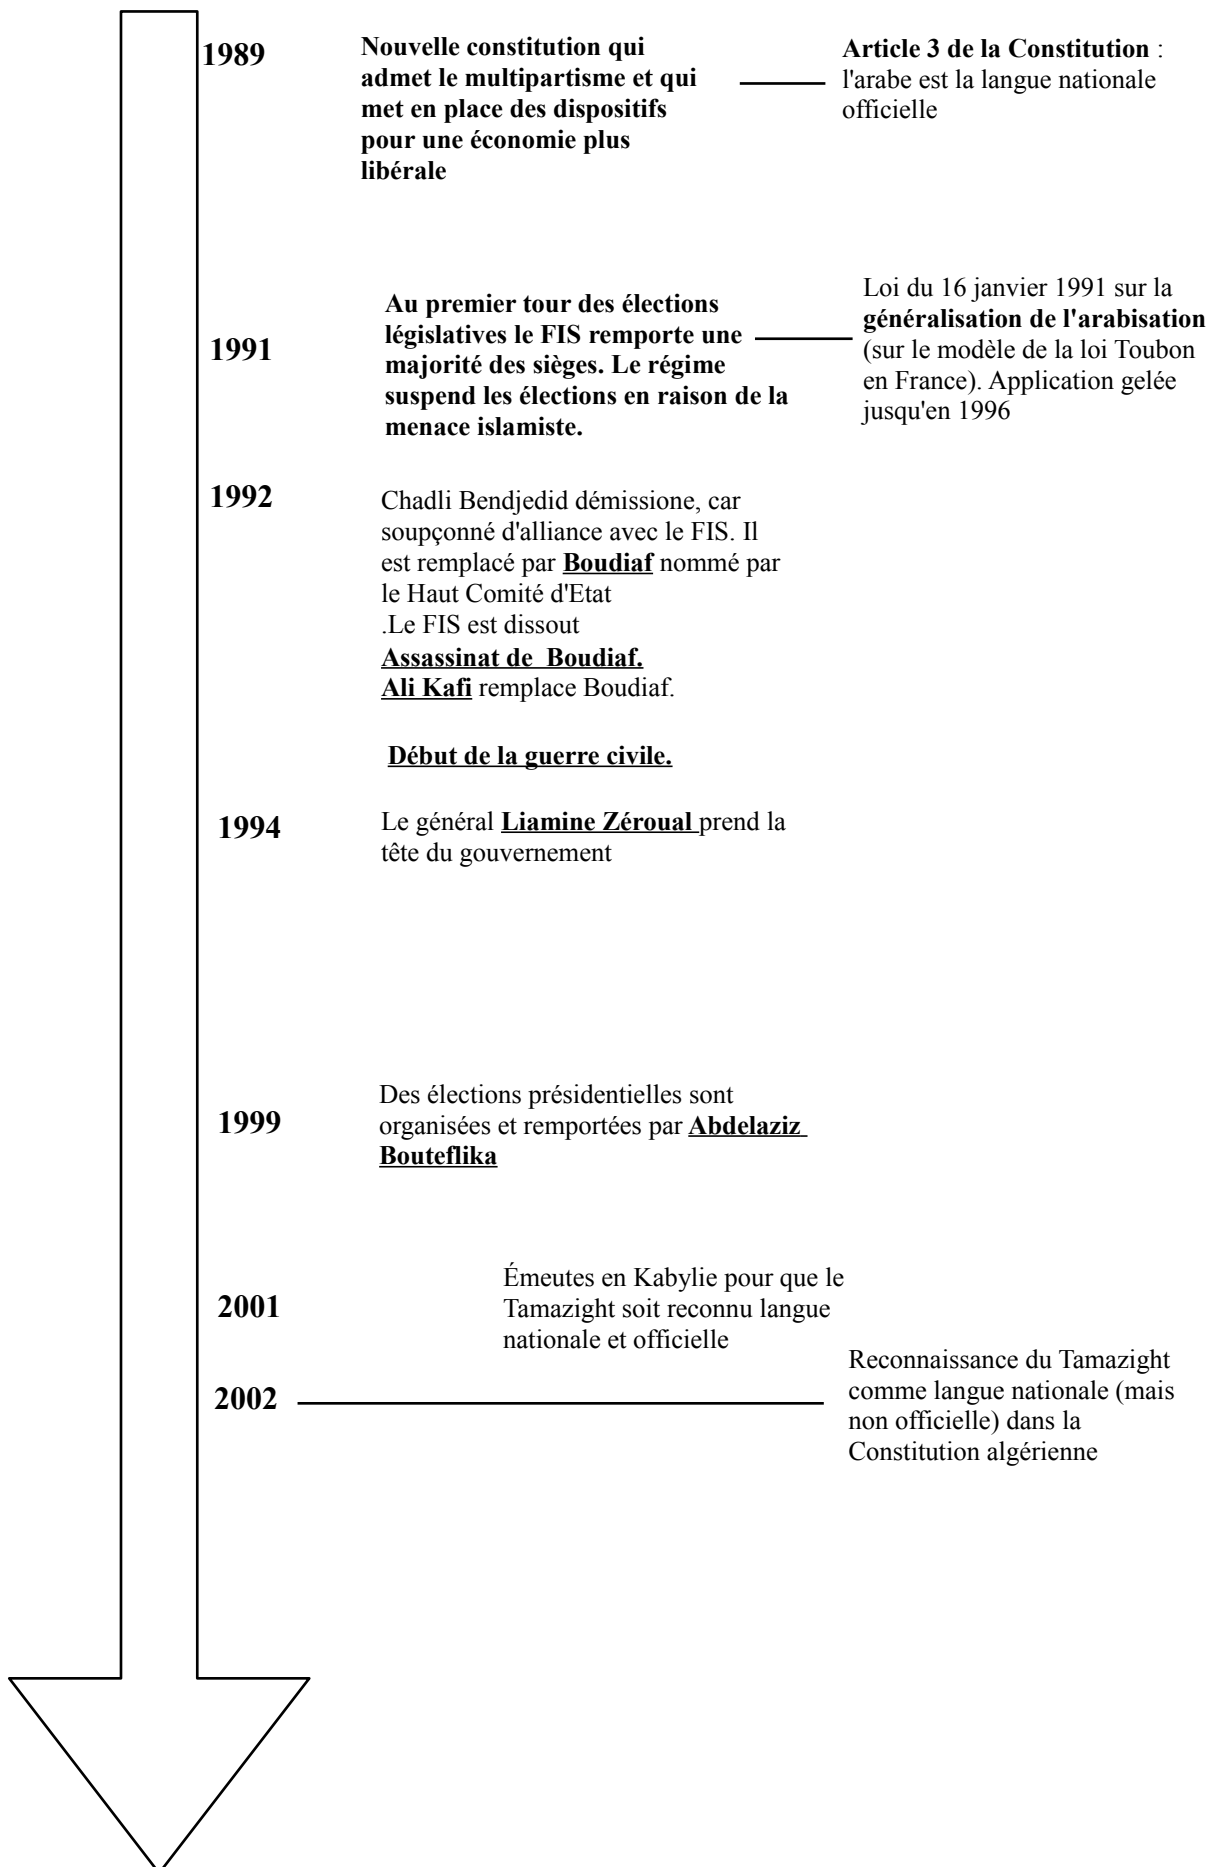 1989
Nouvelle constitution qui
admet le multipartisme et qui
met en place des dispositifs
pour une économie plus
libérale
Article 3 de la Constitution :
l'arabe est la langue nationale
officielle
1991
Au premier tour des élections
législatives le FIS remporte une
majorité des sièges. Le régime
suspend les élections en raison de la
menace islamiste.
Loi du 16 janvier 1991 sur la
généralisation de l'arabisation
(sur le modèle de la loi Toubon
en France). Application gelée
jusqu'en 1996
1992
Chadli Bendjedid démissione, car
soupçonné d'alliance avec le FIS. Il
est remplacé par Boudiaf nommé par
le Haut Comité d'Etat
.Le FIS est dissout
Assassinat de Boudiaf.
Ali Kafi remplace Boudiaf.
Début de la guerre civile.
1994
Le général Liamine Zéroual prend la
tête du gouvernement
1999
Des élections présidentielles sont
organisées et remportées par Abdelaziz
Bouteflika
2001
Émeutes en Kabylie pour que le
Tamazight soit reconnu langue
nationale et officielle
2002
Reconnaissance du Tamazight
comme langue nationale (mais
non officielle) dans la
Constitution algérienne